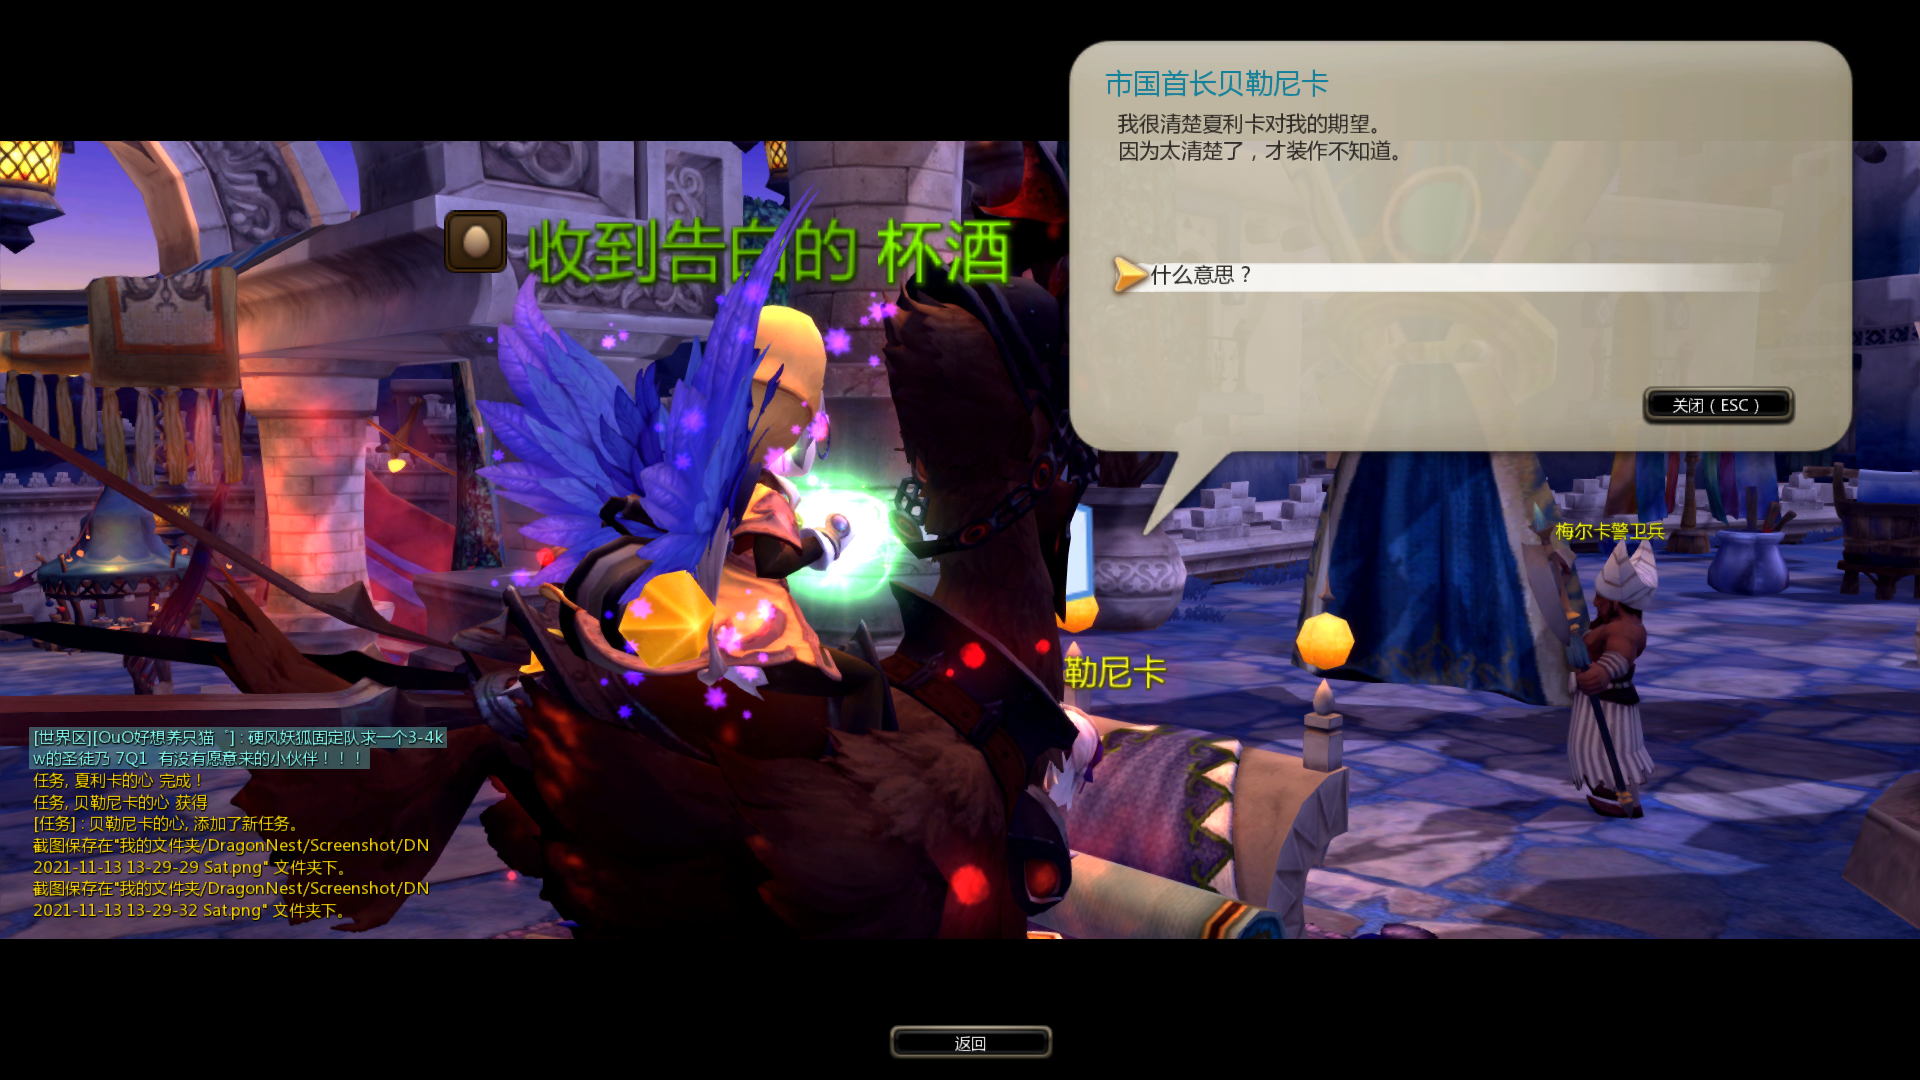 市国首长贝勒尼卡
我很清楚夏利卡对我的期望。
因为太清楚了，才装作不知道。
什么意思？
关闭（ESC）
收到告白的 杯酒
梅尔卡警卫兵
勒尼卡
[世界区][OuO好想养只猫゜]：硬风妖狐固定队求一个3-4k
w的圣徒乃 7Q1  有没有愿意来的小伙伴！！！
任务, 夏利卡的心 完成！
任务, 贝勒尼卡的心 获得
[任务]：贝勒尼卡的心, 添加了新任务。
截图保存在"我的文件夹/DragonNest/Screenshot/DN
2021-11-13 13-29-29 Sat.png" 文件夹下。
截图保存在"我的文件夹/DragonNest/Screenshot/DN
2021-11-13 13-29-32 Sat.png" 文件夹下。
返回